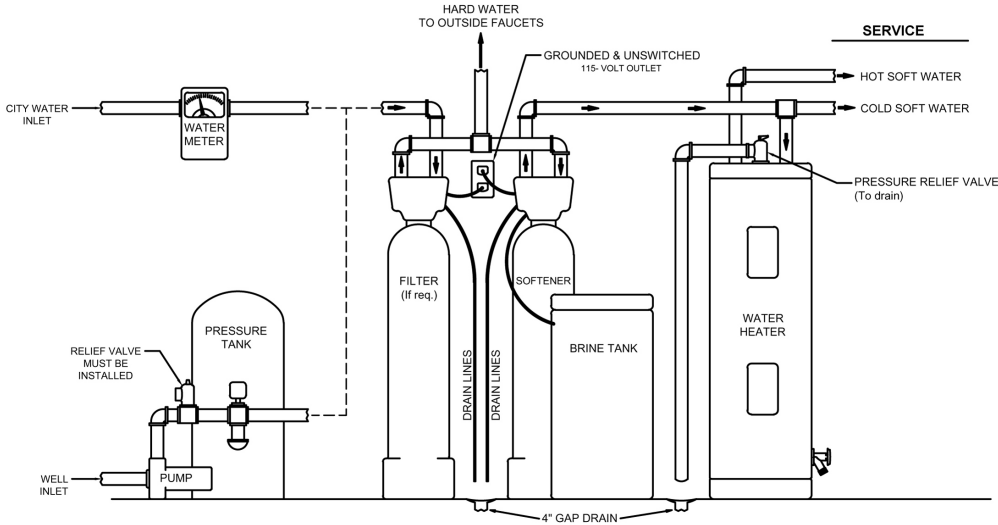 HARD WATER
TO OUTSIDE FAUCETS
SERVICE
GROUNDED & UNSWITCHED
115- VOLT OUTLET
HOT SOFT WATER
CITY WATER
INLET
WATER
METER
COLD SOFT WATER
PRESSURE RELIEF VALVE
(To drain)
FILTER
(If req.)
SOFTENER
PRESSURE
TANK
WATER
HEATER
RELIEF VALVE
MUST BE
INSTALLED
BRINE TANK
DRAIN LINES
DRAIN LINES
WELL
INLET
PUMP
4" GAP DRAIN